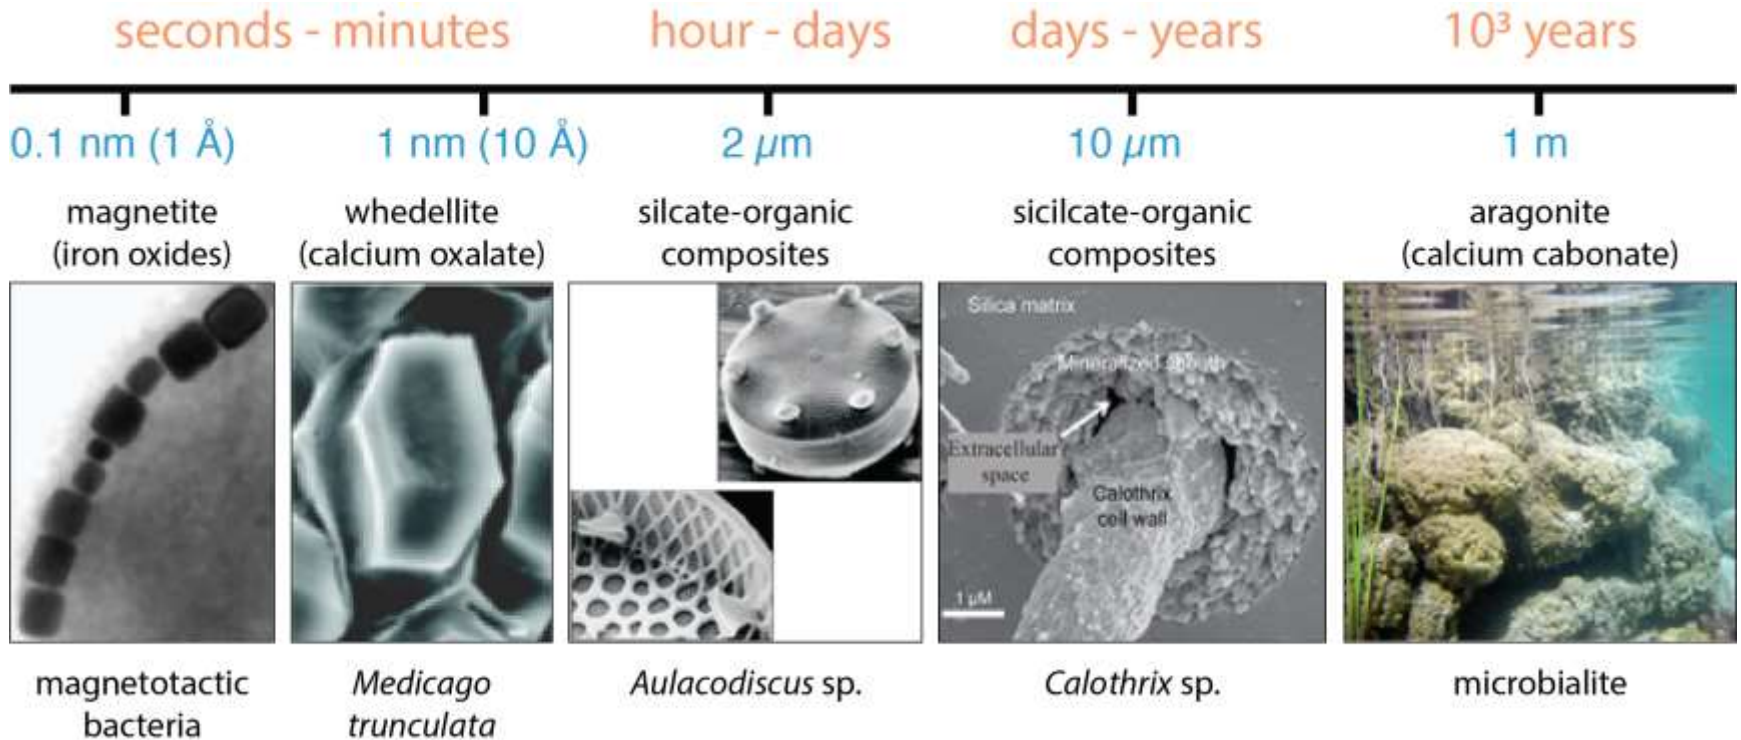 seconds - minutes hour - days days - years 10³ years
0.1 nm (1 Å) 1 nm (10 Å) 2 µm 10 µm 1 m
magnetite
(iron oxides)
whedellite
(calcium oxalate)
silcate-organic
composites
sicilcate-organic
composites
aragonite
(calcium cabonate)
Silica matrix
Mineralized sheath
Extracellular
space
Calothrix
cell wall
1 µM
magnetotactic
bacteria
Medicago
trunculata
Aulacodiscus sp.
Calothrix sp.
microbialite